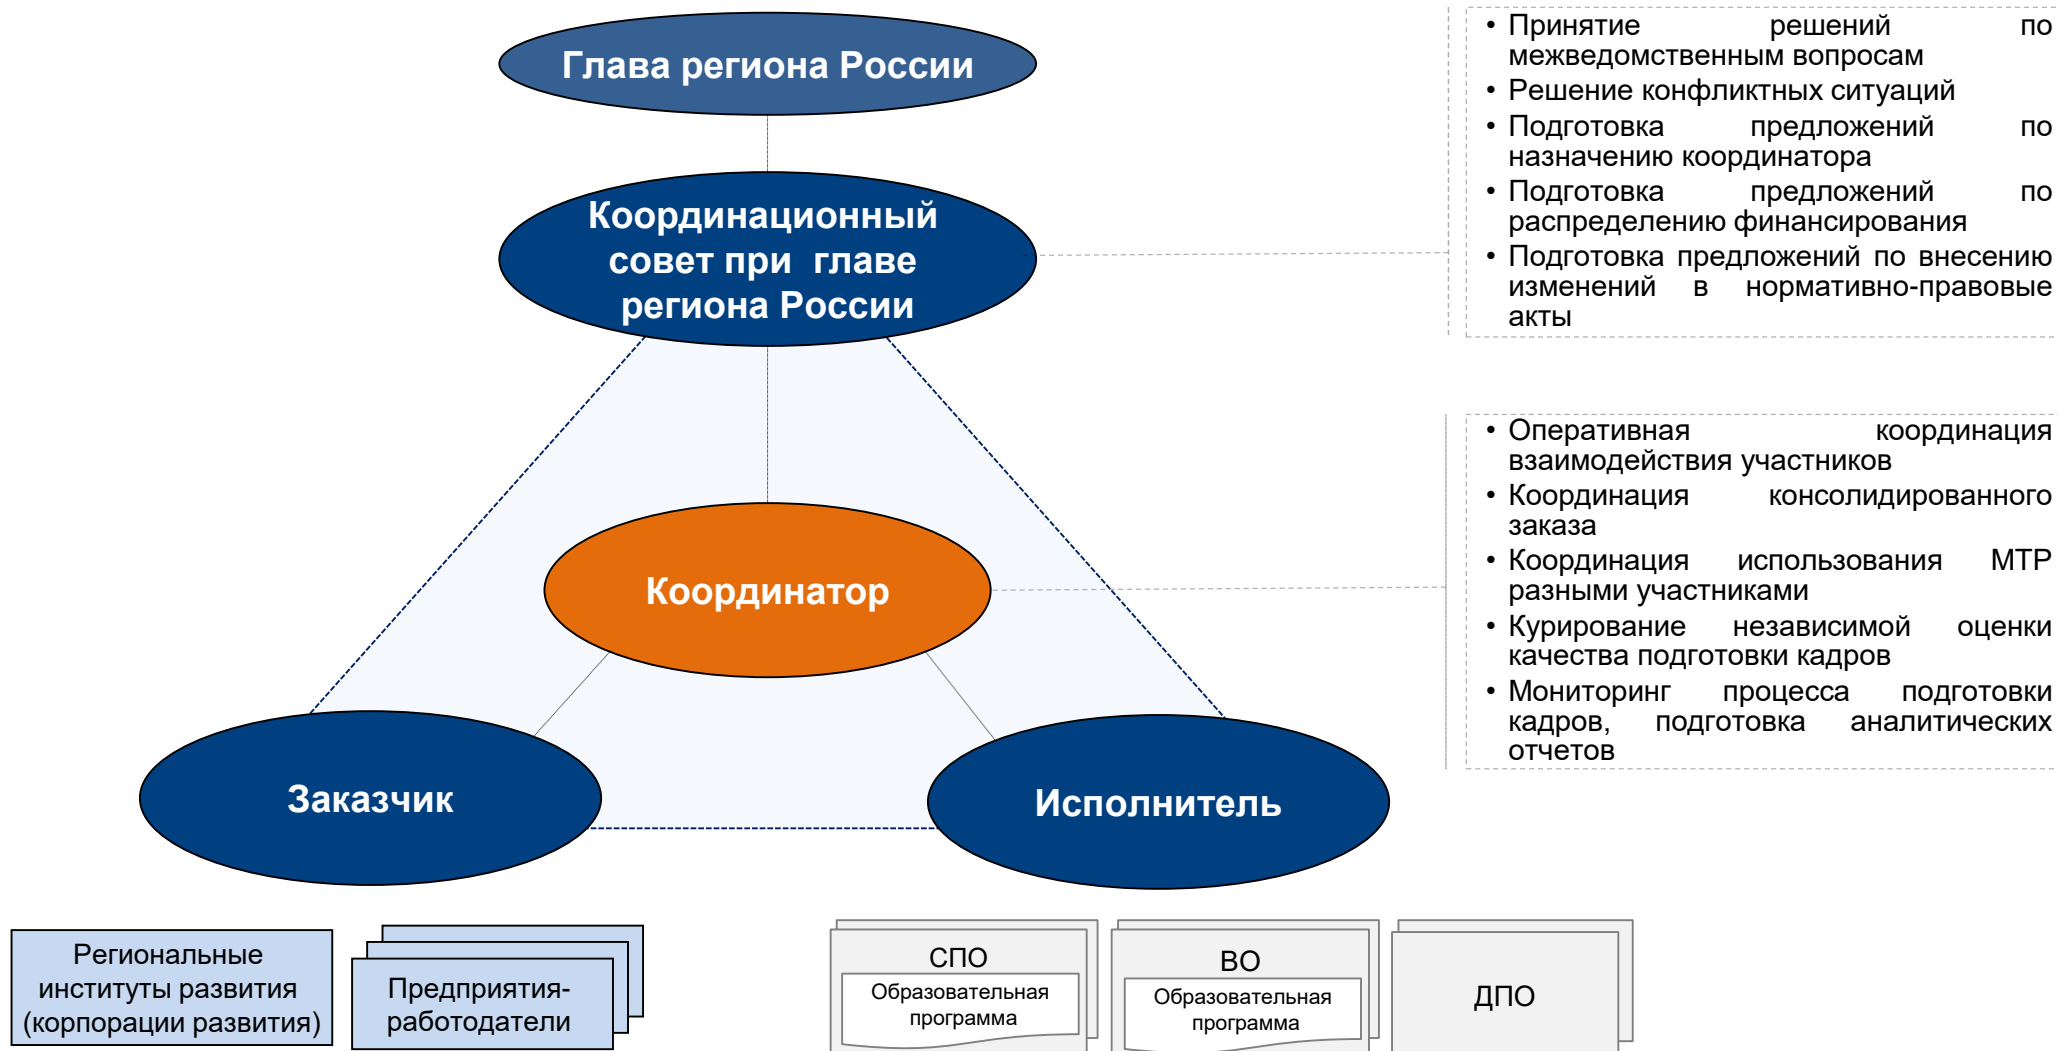 Глава региона России
Координационный
совет при главе
региона России
• Принятие решений по
межведомственным вопросам
• Решение конфликтных ситуаций
• Подготовка предложений по
назначению координатора
• Подготовка предложений по
распределению финансирования
• Подготовка предложений по внесению
изменений в нормативно-правовые
акты
Координатор
• Оперативная координация
взаимодействия участников
• Координация консолидированного
заказа
• Координация использования МТР
разными участниками
• Курирование независимой оценки
качества подготовки кадров
• Мониторинг процесса подготовки
кадров, подготовка аналитических
отчетов
Заказчик
Исполнитель
Региональные
институты развития
(корпорации развития)
Предприятия-
работодатели
СПО
Образовательная
программа
ВО
Образовательная
программа
ДПО